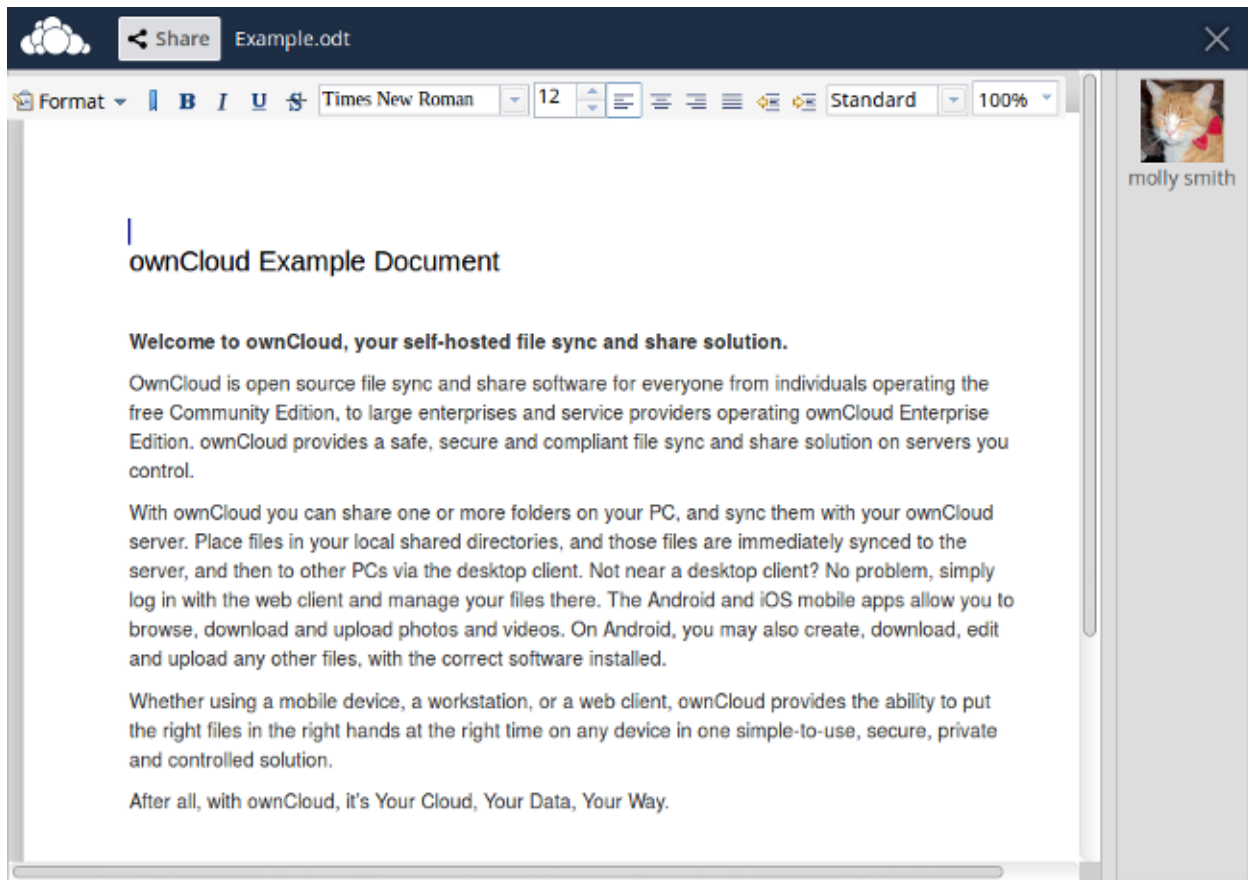 Share Example.odt
Format B I U S Times New Roman 12 Standard 100%
molly smith
ownCloud Example Document
Welcome to ownCloud, your self-hosted file sync and share solution.
OwnCloud is open source file sync and share software for everyone from individuals operating the
free Community Edition, to large enterprises and service providers operating ownCloud Enterprise
Edition. ownCloud provides a safe, secure and compliant file sync and share solution on servers you
control.
With ownCloud you can share one or more folders on your PC, and sync them with your ownCloud
server. Place files in your local shared directories, and those files are immediately synced to the
server, and then to other PCs via the desktop client. Not near a desktop client? No problem, simply
log in with the web client and manage your files there. The Android and iOS mobile apps allow you to
browse, download and upload photos and videos. On Android, you may also create, download, edit
and upload any other files, with the correct software installed.
Whether using a mobile device, a workstation, or a web client, ownCloud provides the ability to put
the right files in the right hands at the right time on any device in one simple-to-use, secure, private
and controlled solution.
After all, with ownCloud, it's Your Cloud, Your Data, Your Way.